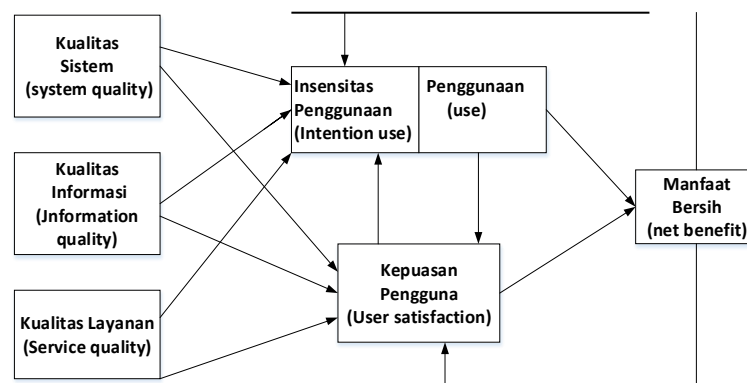 Kualitas
Sistem
(system quality)
Insensitas
Penggunaan
(Intention use)
Penggunaan
(use)
Kualitas
Informasi
(Jnformation
quality)
Manfaat
Bersih
(net benefit)
Kepuasan
Pengguna
(User satisfaction)
Kualitas Layanan
(Service quality)